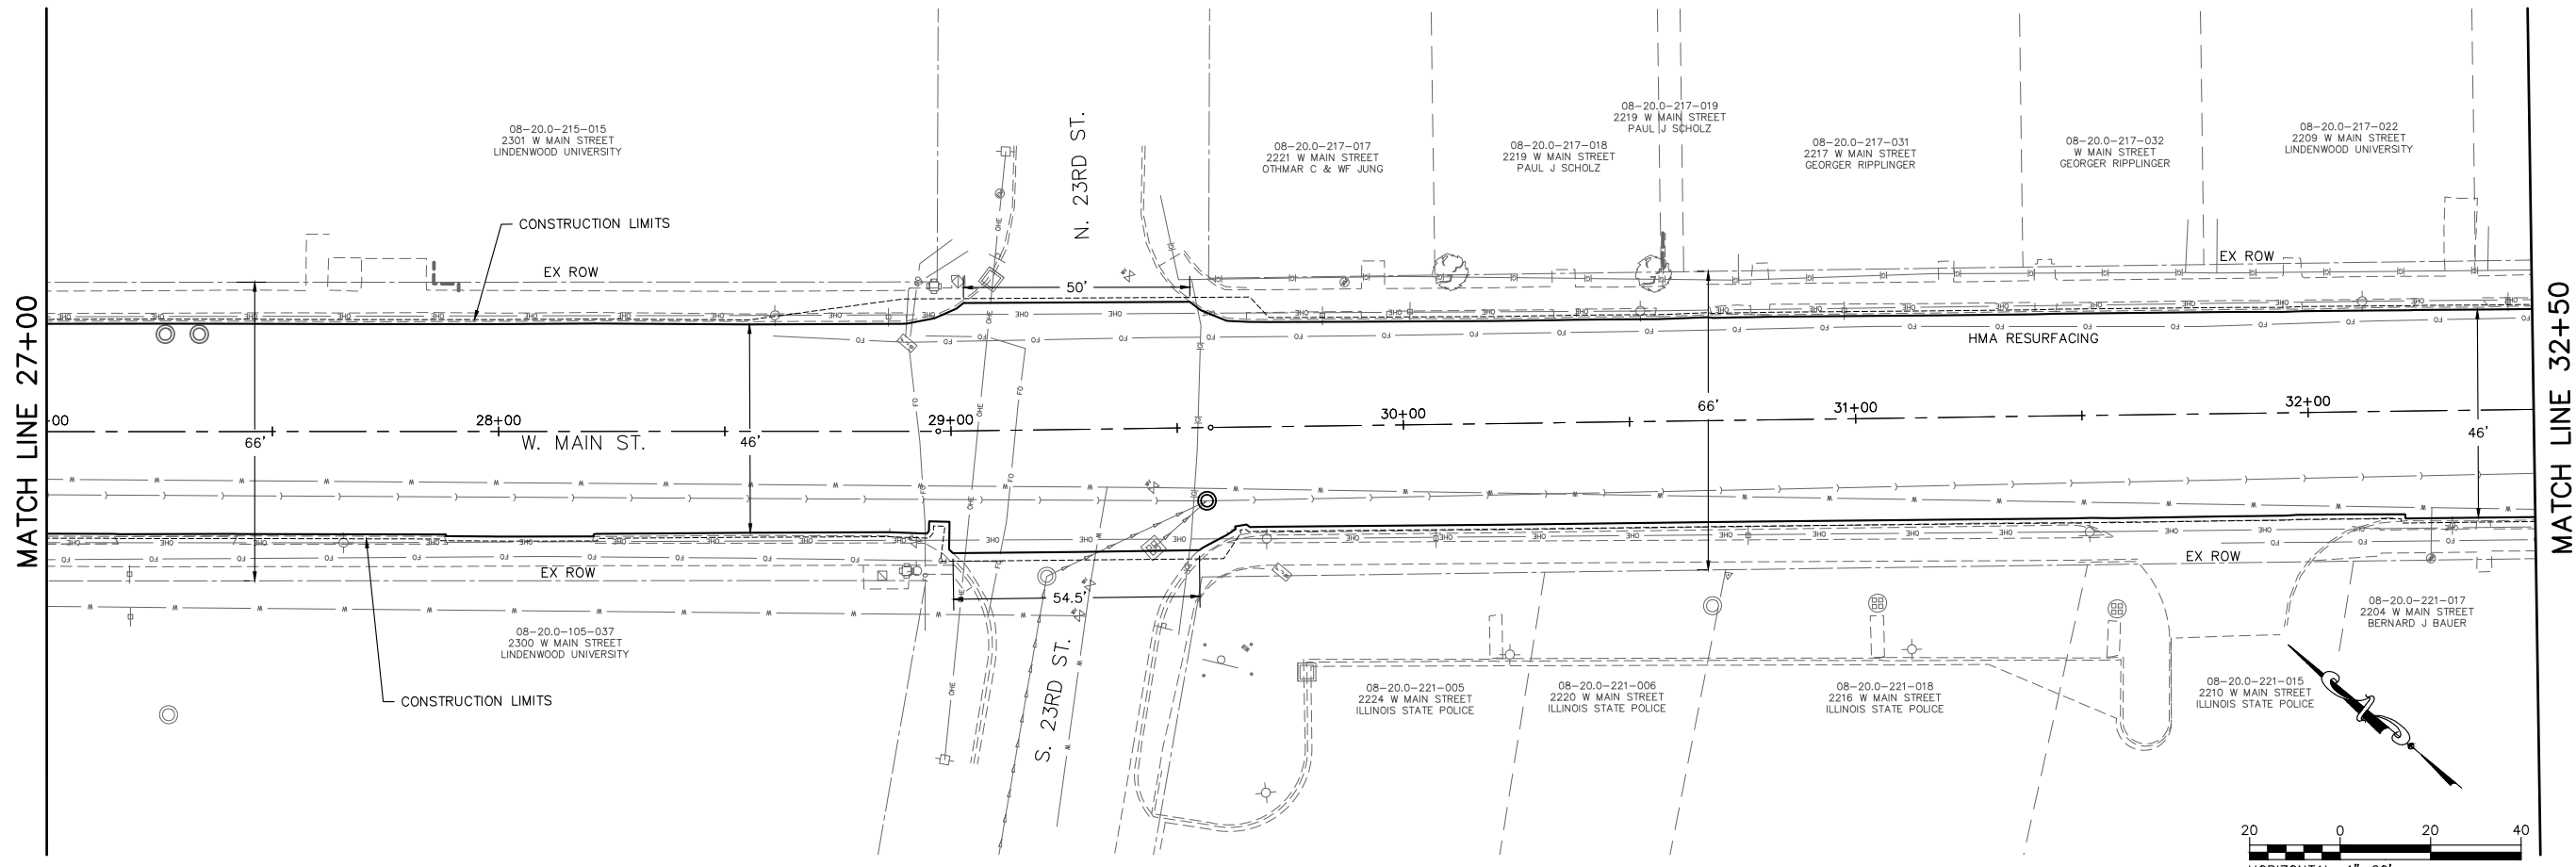 MATCH LINE 27+00
MATCH LINE 32+50
08-20.0-215-015
2301 W MAIN STREET
LINDENWOOD UNIVERSITY
CONSTRUCTION LIMITS
EX ROW
N. 23RD ST.
50'
08-20.0-217-017
2221 W MAIN STREET
OTHMAR C & WF JUNG
08-20.0-217-018
2219 W MAIN STREET
PAUL J SCHOLZ
08-20.0-217-019
2219 W MAIN STREET
PAUL J SCHOLZ
08-20.0-217-031
2217 W MAIN STREET
GEORGER RIPPLINGER
08-20.0-217-032
W MAIN STREET
GEORGER RIPPLINGER
08-20.0-217-022
2209 W MAIN STREET
LINDENWOOD UNIVERSITY
EX ROW
HMA RESURFACING
00
28+00
29+00
30+00
31+00
32+00
66'
W. MAIN ST.
46'
66'
46'
EX ROW
EX ROW
54.5'
S. 23RD ST.
08-20.0-105-037
2300 W MAIN STREET
LINDENWOOD UNIVERSITY
CONSTRUCTION LIMITS
08-20.0-221-005
2224 W MAIN STREET
ILLINOIS STATE POLICE
08-20.0-221-006
2220 W MAIN STREET
ILLINOIS STATE POLICE
08-20.0-221-018
2216 W MAIN STREET
ILLINOIS STATE POLICE
08-20.0-221-015
2210 W MAIN STREET
ILLINOIS STATE POLICE
08-20.0-221-017
2204 W MAIN STREET
BERNARD J BAUER
OHE
FO
W
20 0 20 40